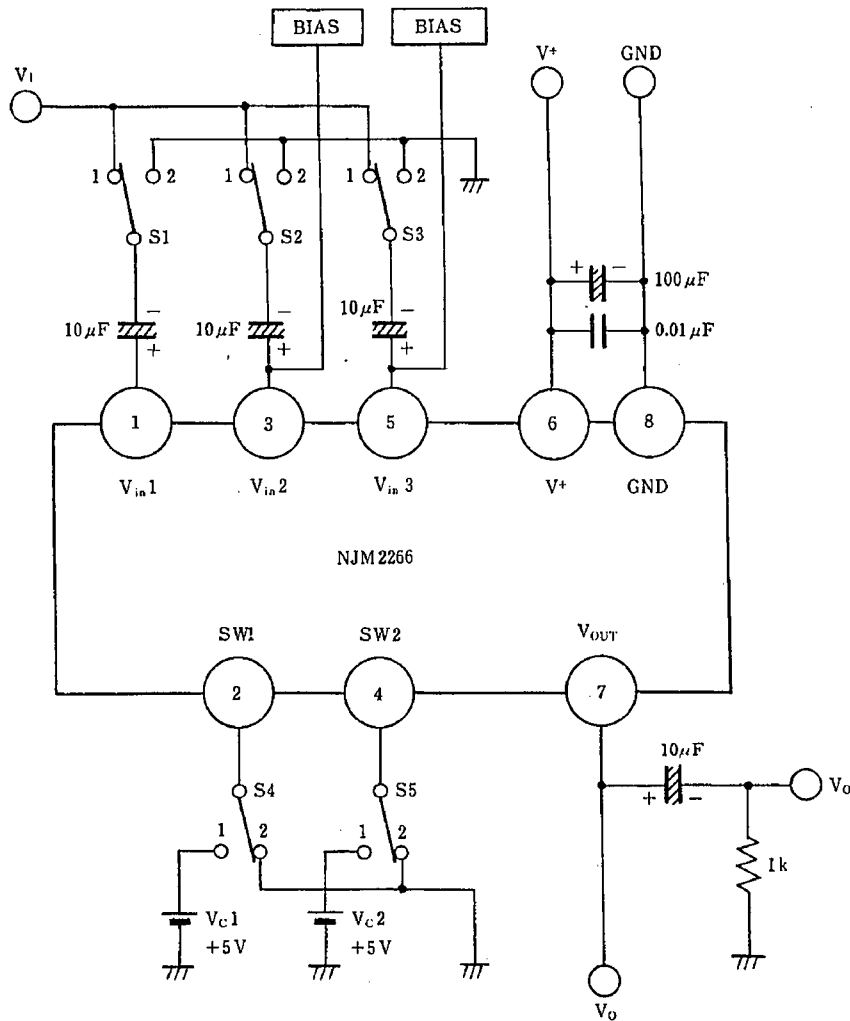 BIAS BIAS
V+ GND
VI
1 2 1 2 1 2
S1 S2 S3
+ − 100μF
10μF − 10μF − 10μF −
+ + +
0.01μF
1 3 5 6 8
Vin1 Vin2 Vin3 V+ GND
NJM2266
SW1 SW2 VOUT
2 4 7
10μF
S4 S5
+ − VO
1 2 1 2
1k
VC1 VC2
+5V +5V
VO